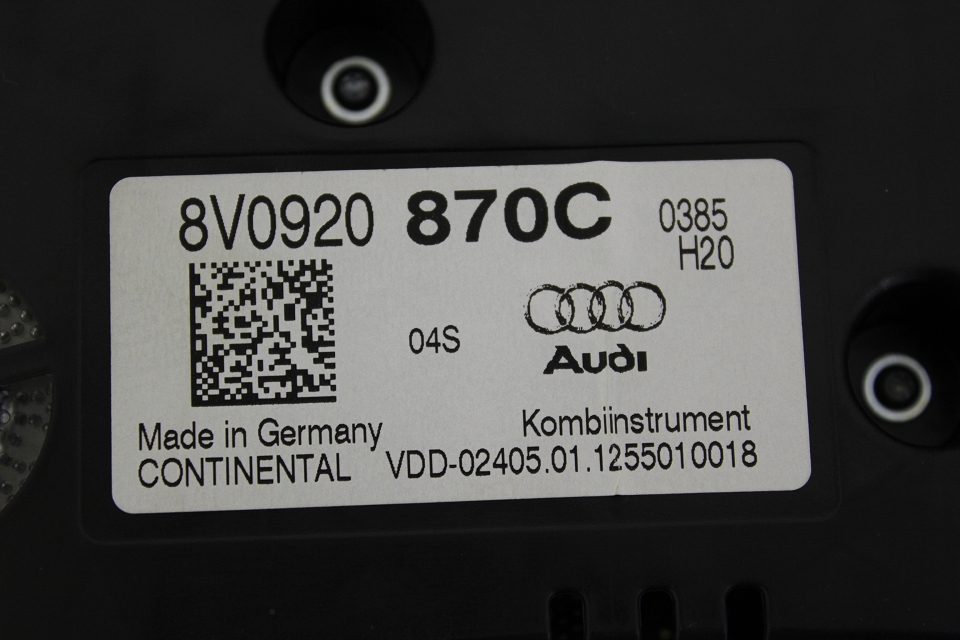 8V0920 870C 0385
H20
04S
Audi
Kombiinstrument
Made in Germany
CONTINENTAL VDD-02405.01.1255010018